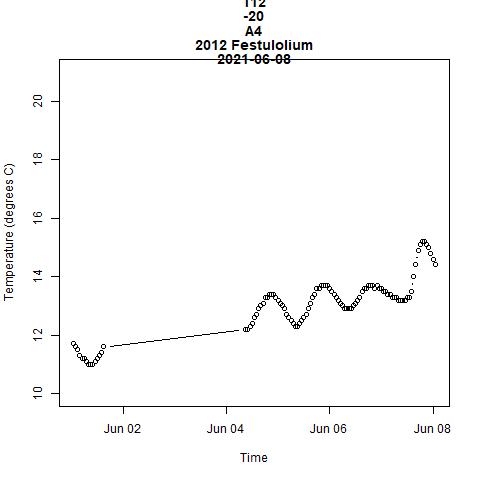 T12
-20
A4
2012 Festulolium
2021-06-08
Temperature (degrees C)
20
18
16
14
12
10
Jun 02 Jun 04 Jun 06 Jun 08
Time